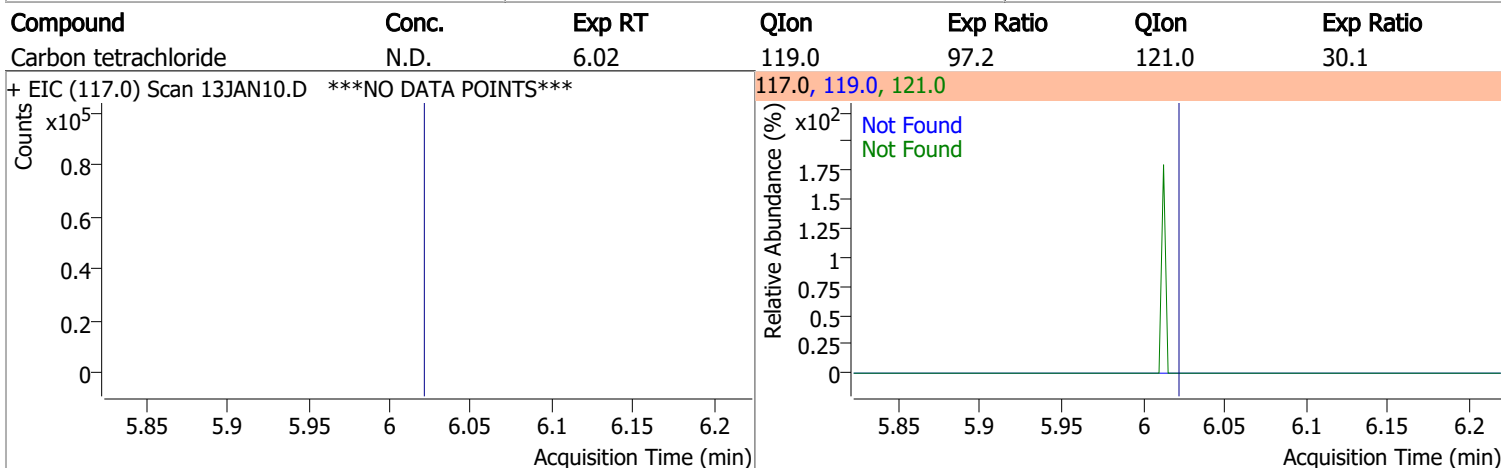 Compound Conc. Exp RT QIon Exp Ratio QIon Exp Ratio
Carbon tetrachloride N.D. 6.02 119.0 97.2 121.0 30.1
+ EIC (117.0) Scan 13JAN10.D ***NO DATA POINTS***
Counts
x10⁵
0.8
0.6
0.4
0.2
0
5.85 5.9 5.95 6 6.05 6.1 6.15 6.2
Acquisition Time (min)
117.0, 119.0, 121.0
Relative Abundance (%)
x10²
Not Found
Not Found
1.75
1.5
1.25
1
0.75
0.5
0.25
0
5.85 5.9 5.95 6 6.05 6.1 6.15 6.2
Acquisition Time (min)